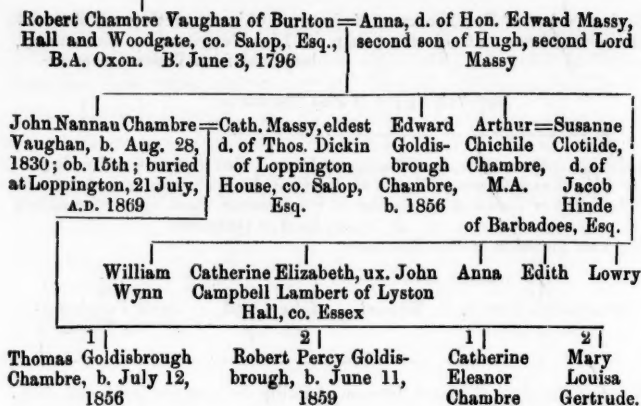 Robert Chambre Vaughan of Burlton=
Hall and Woodgate, co. Salop, Esq.,
B.A. Oxon. B. June 3, 1796
=Anna, d. of Hon. Edward Massy,
second son of Hugh, second Lord
Massy
John Nannau Chambre=
Vaughan, b. Aug. 28,
1830; ob. 15th; buried
at Loppington, 21 July,
A.D. 1869
=Cath. Massy, eldest
d. of Thos. Dickin
of Loppington
House, co. Salop,
Esq.
Edward
Goldis-
brough
Chambre,
b. 1856
Arthur=
Chichile
Chambre,
M.A.
=Susanne
Clotilde,
d. of
Jacob
Hinde
of Barbadoes, Esq.
William
Wynn
Catherine Elizabeth, ux. John
Campbell Lambert of Lyston
Hall, co. Essex
Anna
Edith
Lowry
1
Thomas Goldisbrough
Chambre, b. July 12,
1856
2
Robert Percy Goldis-
brough, b. June 11,
1859
1
Catherine
Eleanor
Chambre
2
Mary
Louisa
Gertrude.